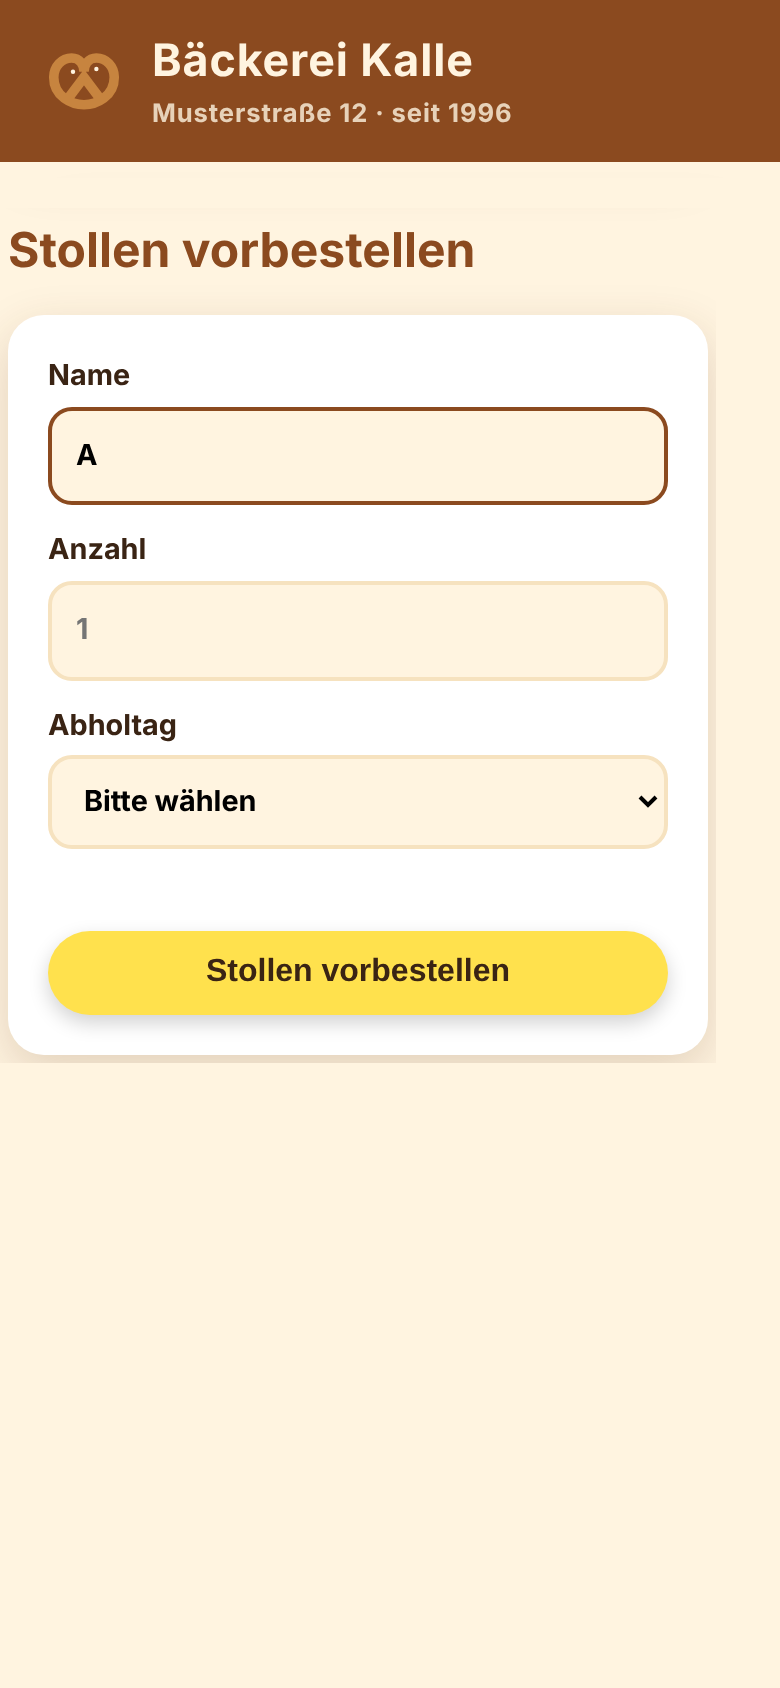 Bäckerei Kalle
Musterstraße 12 · seit 1996
Stollen vorbestellen
Name
A
Anzahl
1
Abholtag
Bitte wählen
Stollen vorbestellen